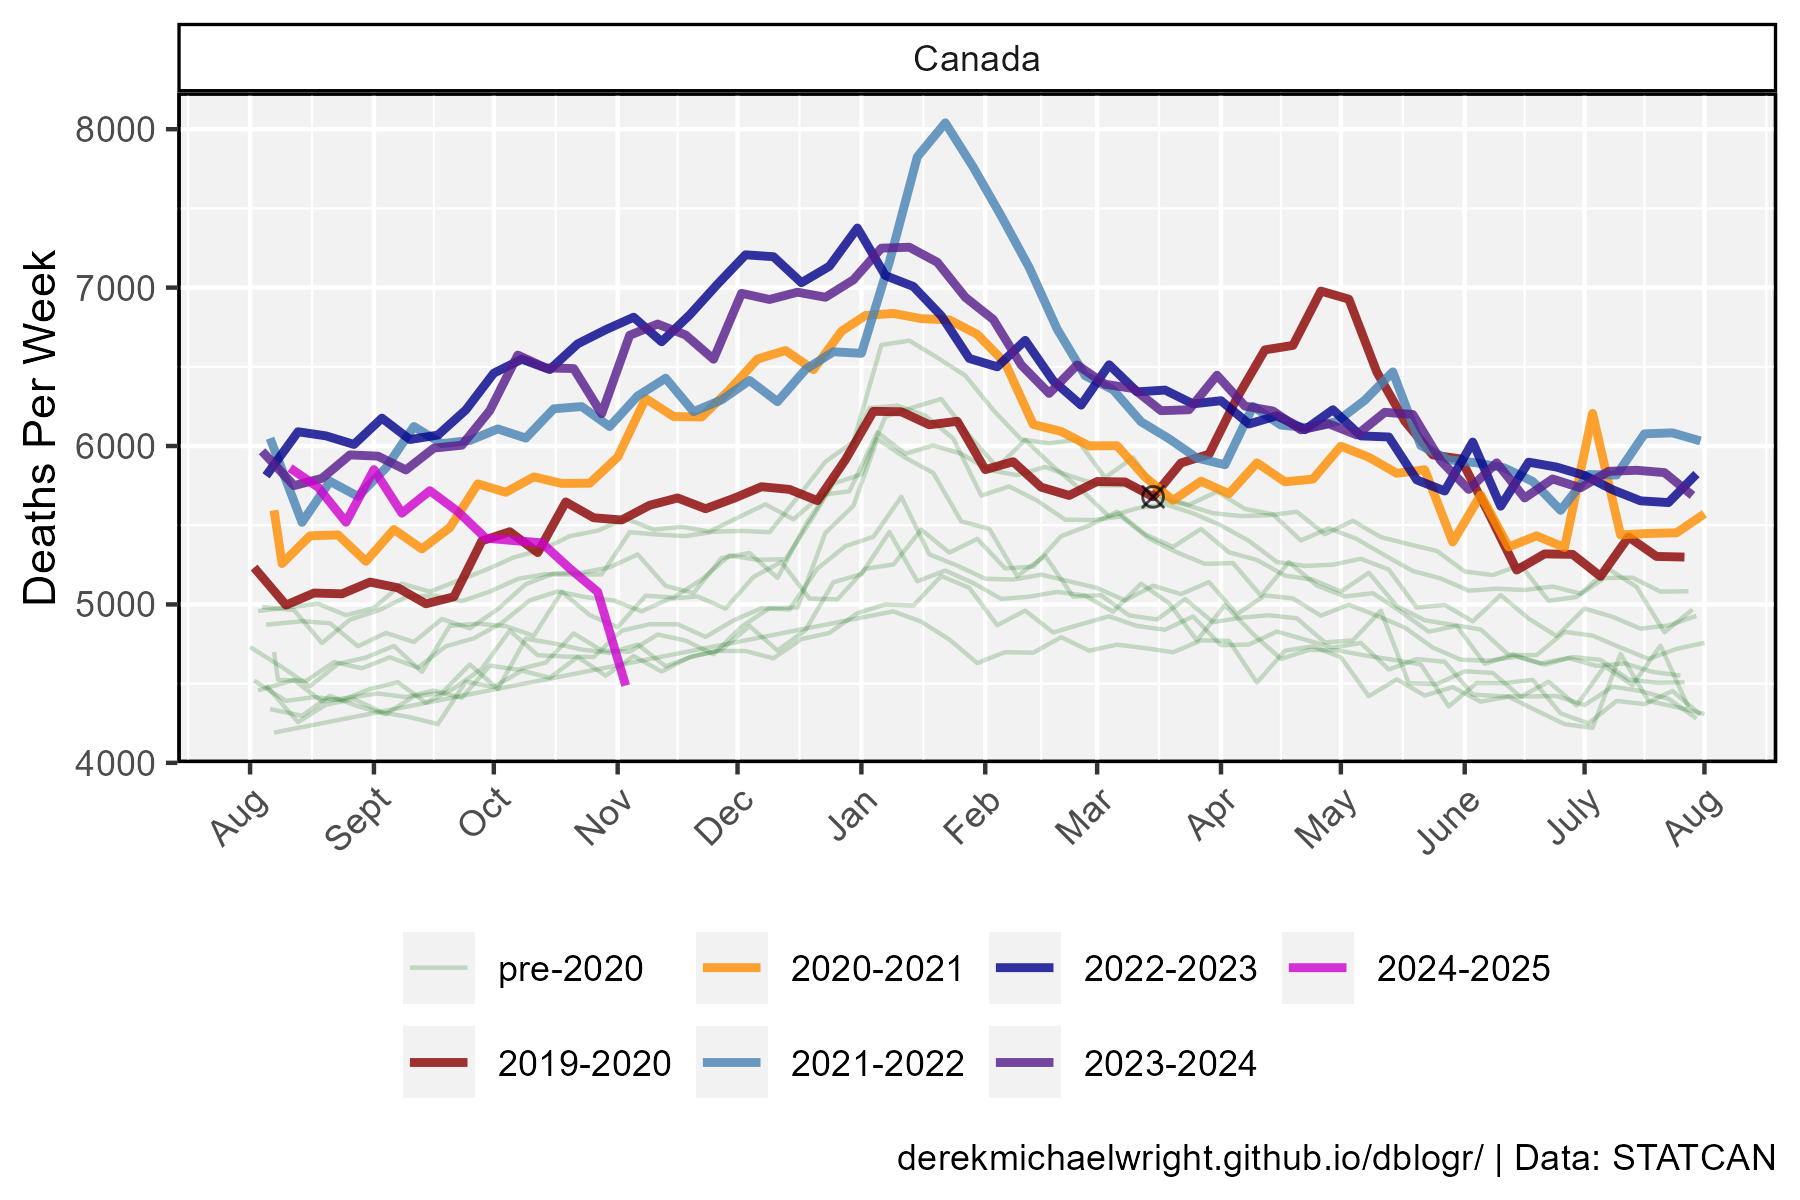 Canada
Deaths Per Week
8000
7000
6000
5000
4000
Aug Sept Oct Nov Dec Jan Feb Mar Apr May June July Aug
pre-2020 2020-2021 2022-2023 2024-2025
2019-2020 2021-2022 2023-2024
derekmichaelwright.github.io/dblogr/ | Data: STATCAN